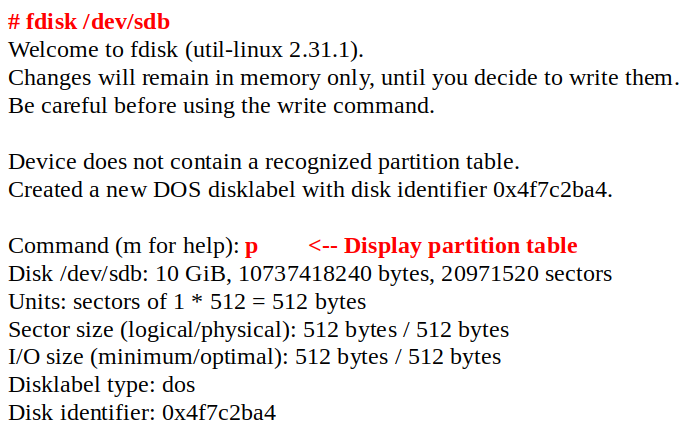 # fdisk /dev/sdb
Welcome to fdisk (util-linux 2.31.1).
Changes will remain in memory only, until you decide to write them.
Be careful before using the write command.
Device does not contain a recognized partition table.
Created a new DOS disklabel with disk identifier 0x4f7c2ba4.
Command (m for help): p <-- Display partition table
Disk /dev/sdb: 10 GiB, 10737418240 bytes, 20971520 sectors
Units: sectors of 1 * 512 = 512 bytes
Sector size (logical/physical): 512 bytes / 512 bytes
I/O size (minimum/optimal): 512 bytes / 512 bytes
Disklabel type: dos
Disk identifier: 0x4f7c2ba4